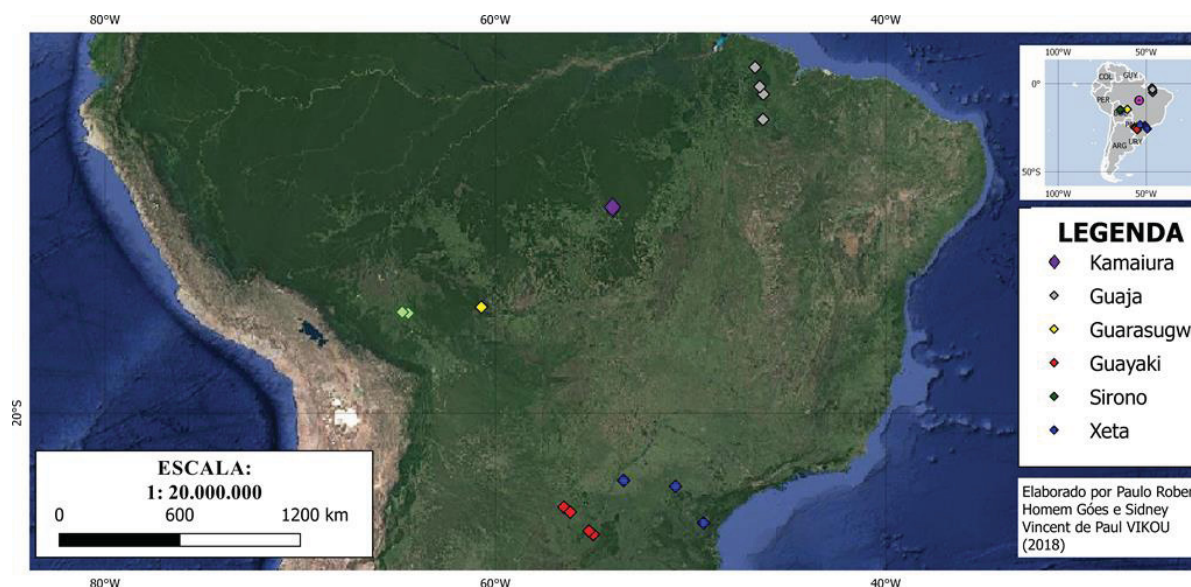 80°W 60°W 40°W
100°W 50°W
0°
COL GUY
PER
ARG URY
50°S
100°W 50°W
LEGENDA
Kamaiura
Guaja
Guarasugw
Guayaki
Sirono
Xeta
20°S
ESCALA:
1: 20.000.000
0 600 1200 km
Elaborado por Paulo Rober
Homem Góes e Sidney
Vincent de Paul VIKOU
(2018)
80°W 60°W 40°W